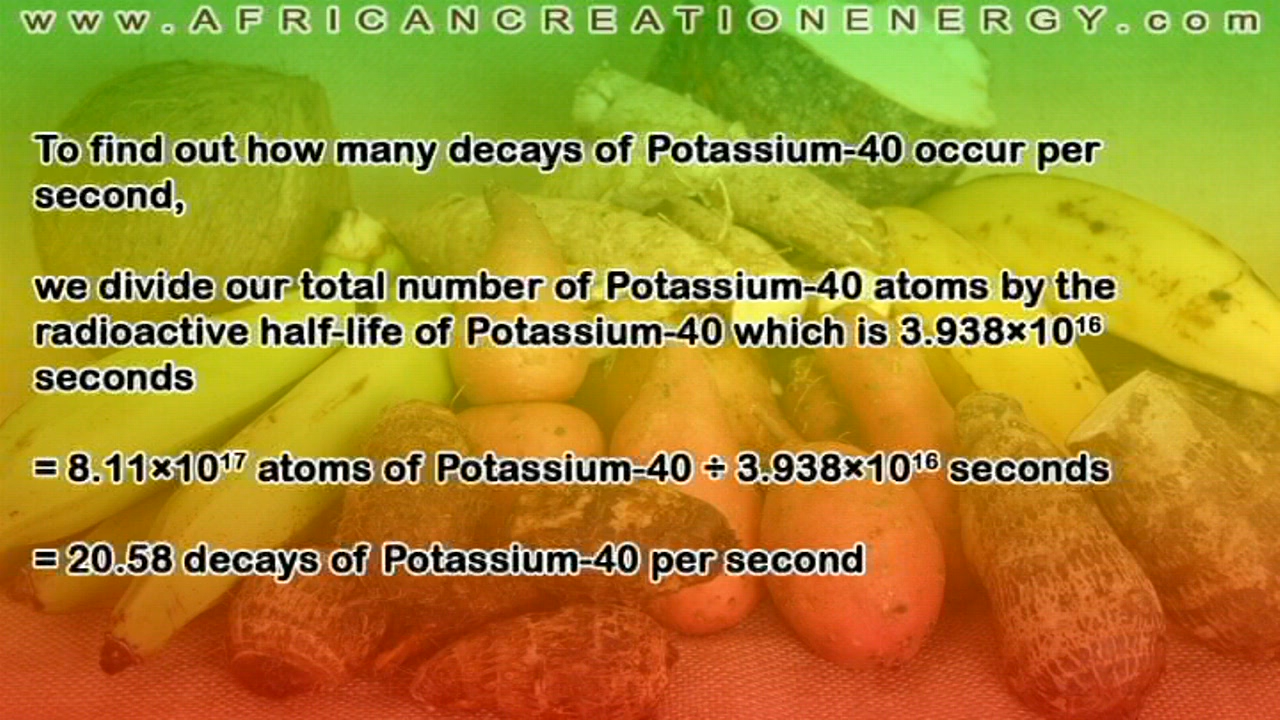 www.AFRICANCREATIONENERGY.com
To find out how many decays of Potassium-40 occur per
second,
we divide our total number of Potassium-40 atoms by the
radioactive half-life of Potassium-40 which is 3.938×10¹⁶
seconds
= 8.11×10¹⁷ atoms of Potassium-40 ÷ 3.938×10¹⁶ seconds
= 20.58 decays of Potassium-40 per second